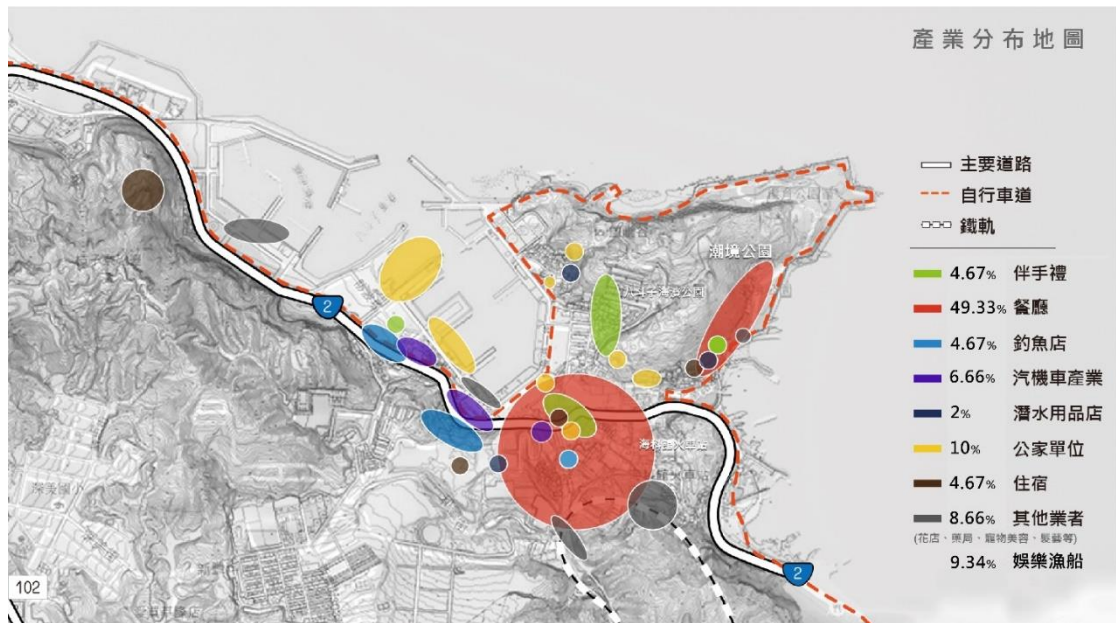 產業分布地圖
主要道路
自行車道
鐵軌
4.67% 伴手禮
49.33% 餐廳
4.67% 釣魚店
6.66% 汽機車產業
2% 潛水用品店
10% 公家單位
4.67% 住宿
8.66% 其他業者
(花店、藥局、寵物美容、髮藝等)
9.34% 娛樂漁船
潮境公園
2
2
深美國小
102